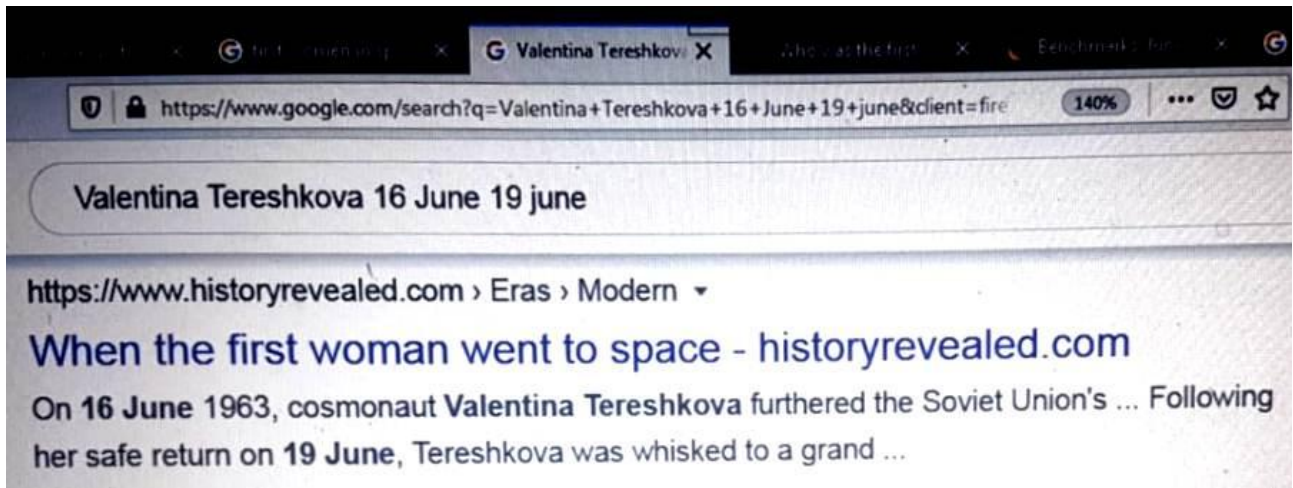 Valentina Tereshkov
https://www.google.com/search?q=Valentina+Tereshkova+16+June+19+june&client=fire 140%
Valentina Tereshkova 16 June 19 june
https://www.historyrevealed.com › Eras › Modern
When the first woman went to space - historyrevealed.com
On 16 June 1963, cosmonaut Valentina Tereshkova furthered the Soviet Union's ... Following
her safe return on 19 June, Tereshkova was whisked to a grand ...